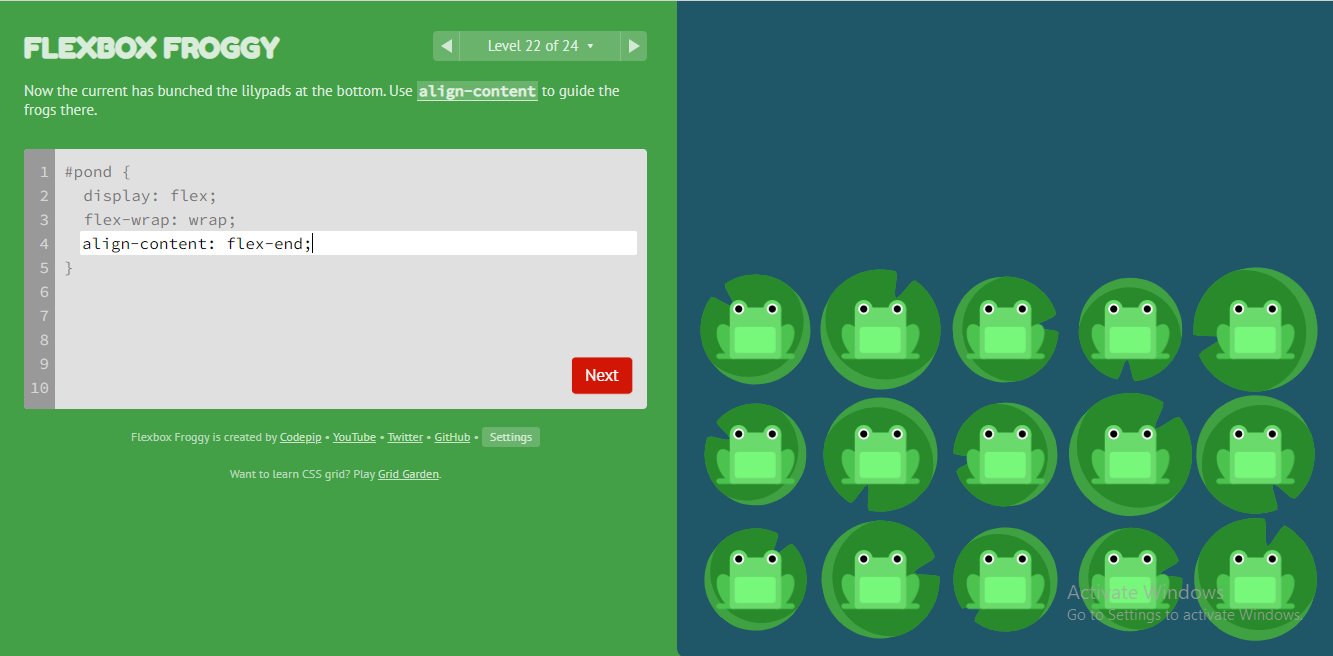 FLEXBOX FROGGY
◀ Level 22 of 24 ▾ ▶
Now the current has bunched the lilypads at the bottom. Use align-content to guide the
frogs there.
1 #pond {
2 display: flex;
3 flex-wrap: wrap;
4 align-content: flex-end;
5 }
6
7
8
9
10
Next
Flexbox Froggy is created by Codepip • YouTube • Twitter • GitHub • Settings
Want to learn CSS grid? Play Grid Garden.
Activate Windows
Go to Settings to activate Windows.